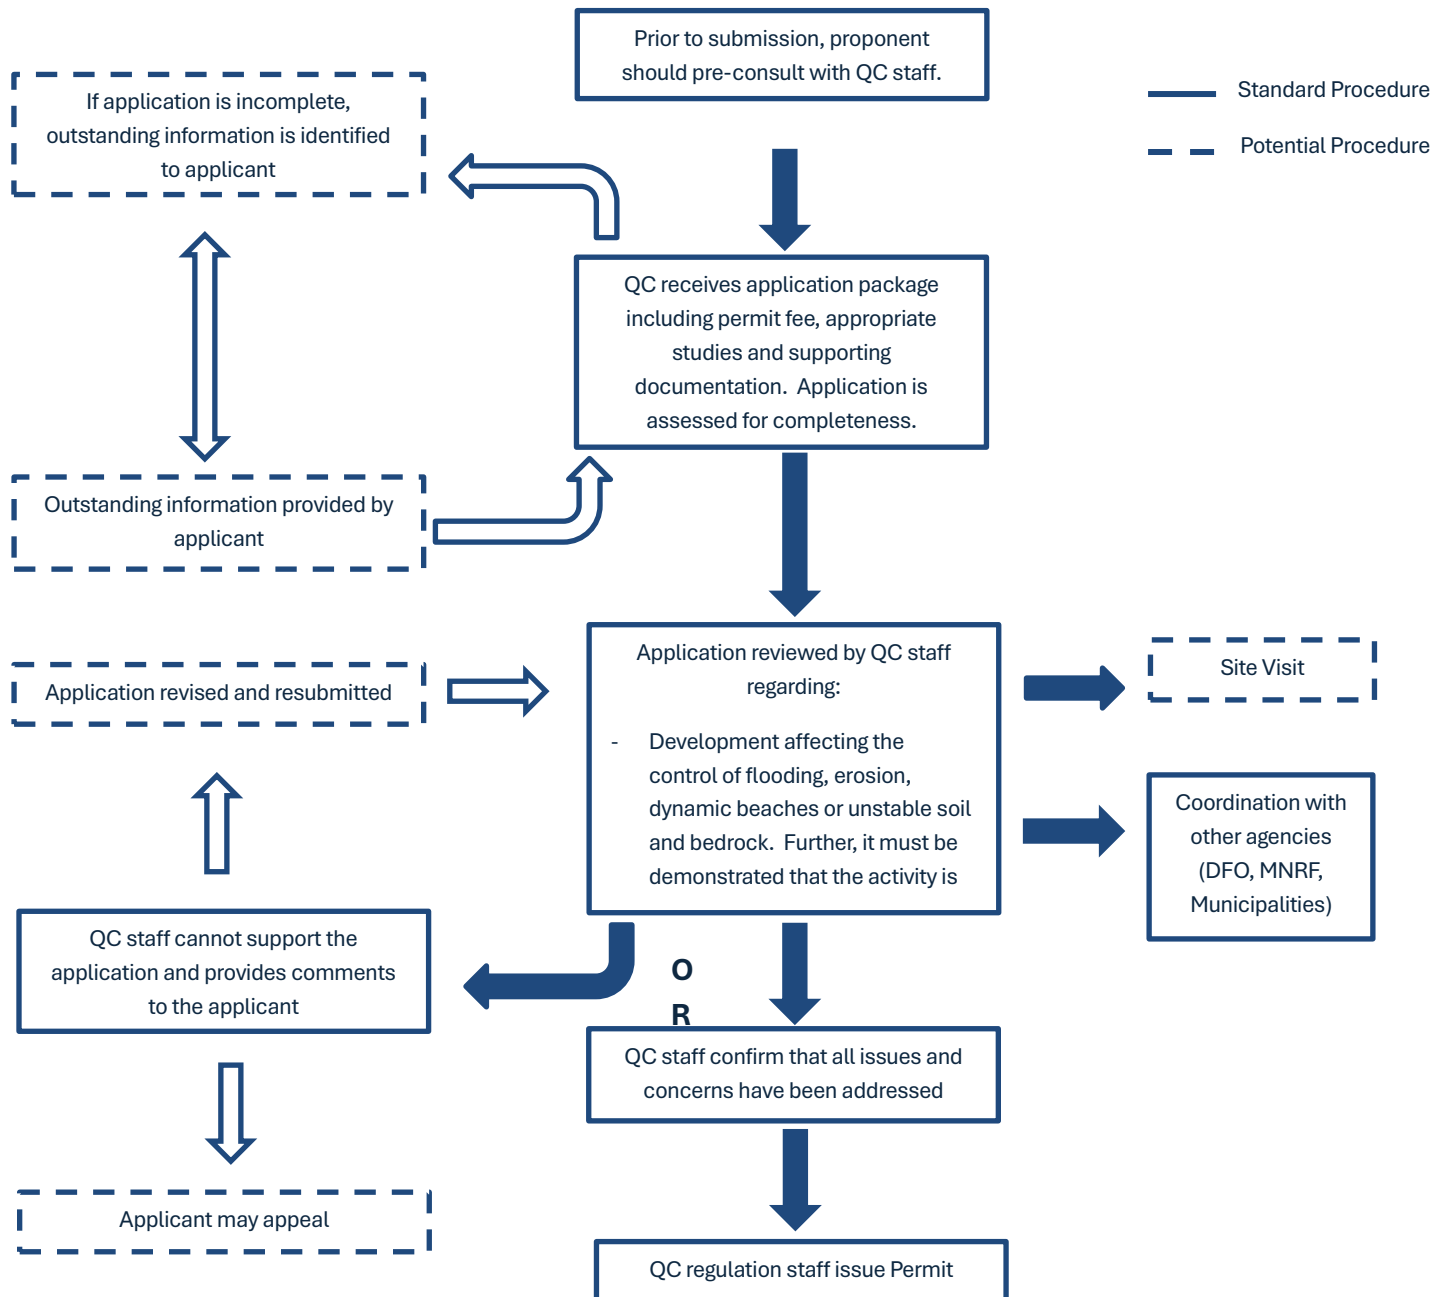 Prior to submission, proponent
should pre-consult with QC staff.
Standard Procedure
Potential Procedure
If application is incomplete,
outstanding information is identified
to applicant
QC receives application package
including permit fee, appropriate
studies and supporting
documentation.  Application is
assessed for completeness.
Outstanding information provided by
applicant
Application reviewed by QC staff
regarding:
- Development affecting the
control of flooding, erosion,
dynamic beaches or unstable soil
and bedrock.  Further, it must be
demonstrated that the activity is
Application revised and resubmitted
Site Visit
Coordination with
other agencies
(DFO, MNRF,
Municipalities)
QC staff cannot support the
application and provides comments
to the applicant
O
R
QC staff confirm that all issues and
concerns have been addressed
Applicant may appeal
QC regulation staff issue Permit